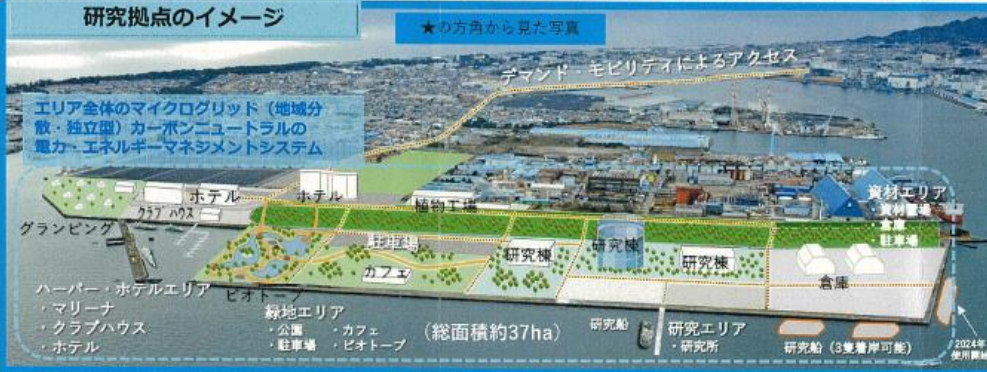 研究拠点のイメージ
★の方角から見た写真
デマンド・モビリティによるアクセス
エリア全体のマイクログリッド（地域分
散・独立型）カーボンニュートラルの
電力・エネルギーマネジメントシステム
ホテル
ホテル
植物工場
資材エリア
・資材置場
・倉庫
・駐車場
クラブハウス
グランピング
駐車場
カフェ
研究棟
研究棟
研究棟
倉庫
ビオトープ
ハーバー・ホテルエリア
・マリーナ
・クラブハウス
・ホテル
緑地エリア
・公園 ・カフェ
・駐車場 ・ビオトープ
（総面積約37ha）
研究船
研究エリア
・研究所
研究船（3隻着岸可能）
2024年
使用開始